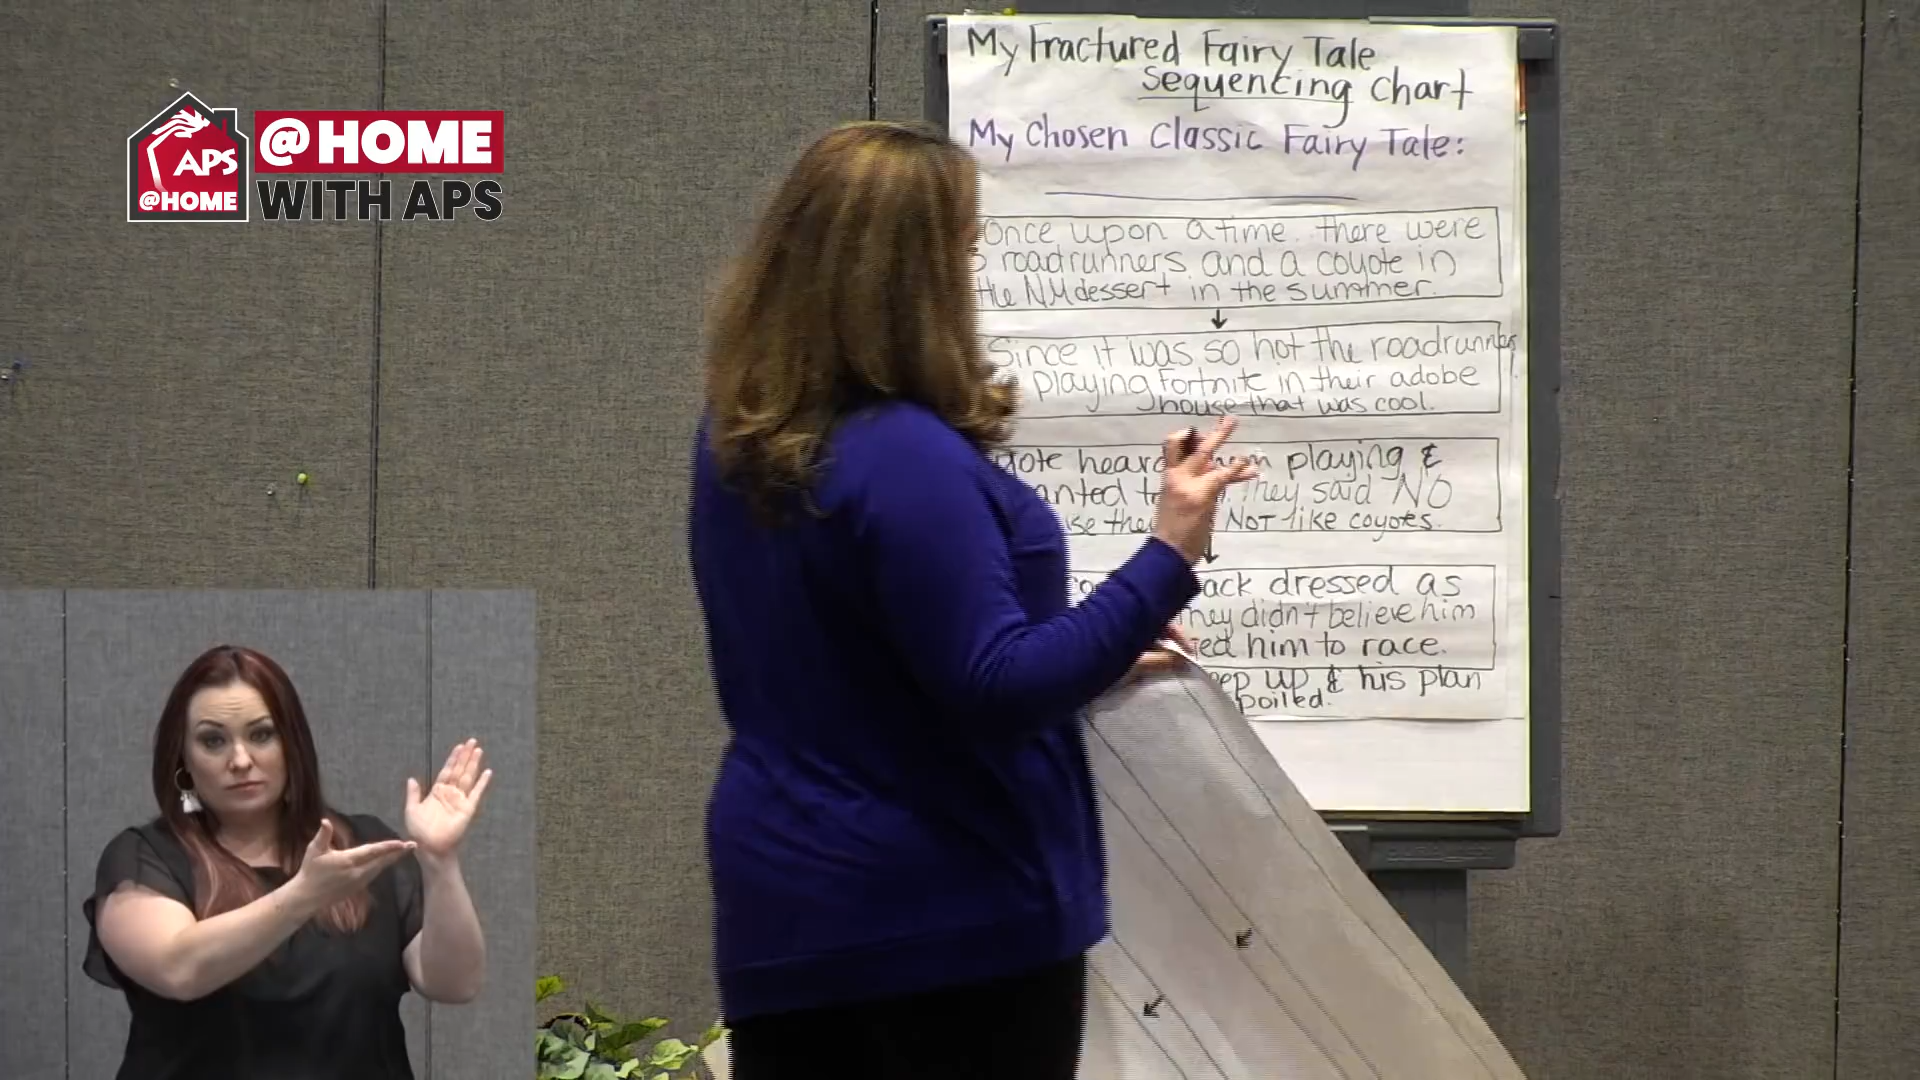 @HOME
WITH APS
APS
@HOME
My Fractured Fairy Tale
Sequencing Chart
My Chosen Classic Fairy Tale:
Once upon a time there were
roadrunners and a coyote in
the NM dessert in the summer.
Since it was so hot the roadrunners
playing Fortnite in their adobe
house that was cool.
heard playing &
They said NO
NOT like coyotes.
dressed as
they didn't believe him
him to race.
up & his plan